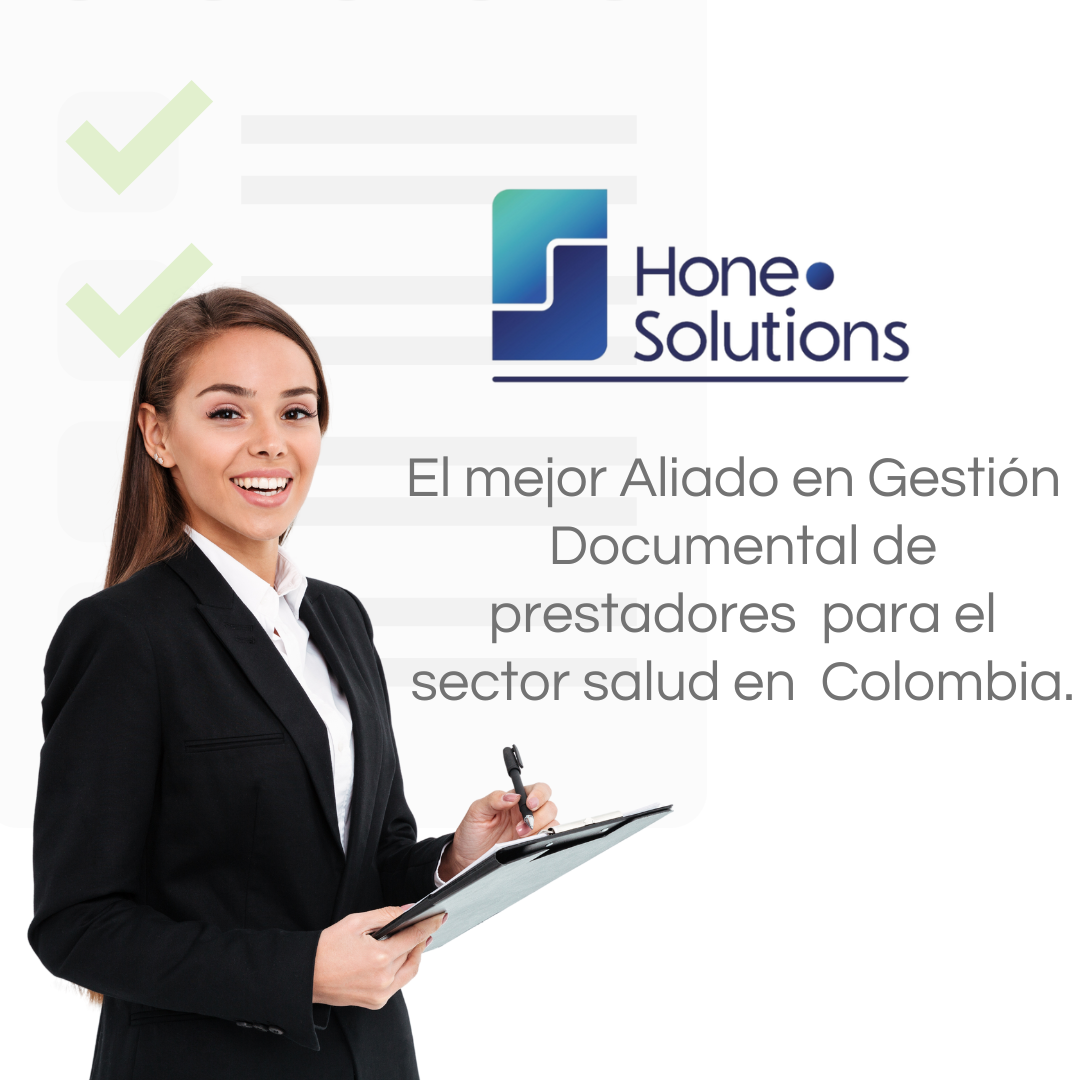 Hone
Solutions
El mejor Aliado en Gestión
Documental de
prestadores  para el
sector salud en  Colombia.